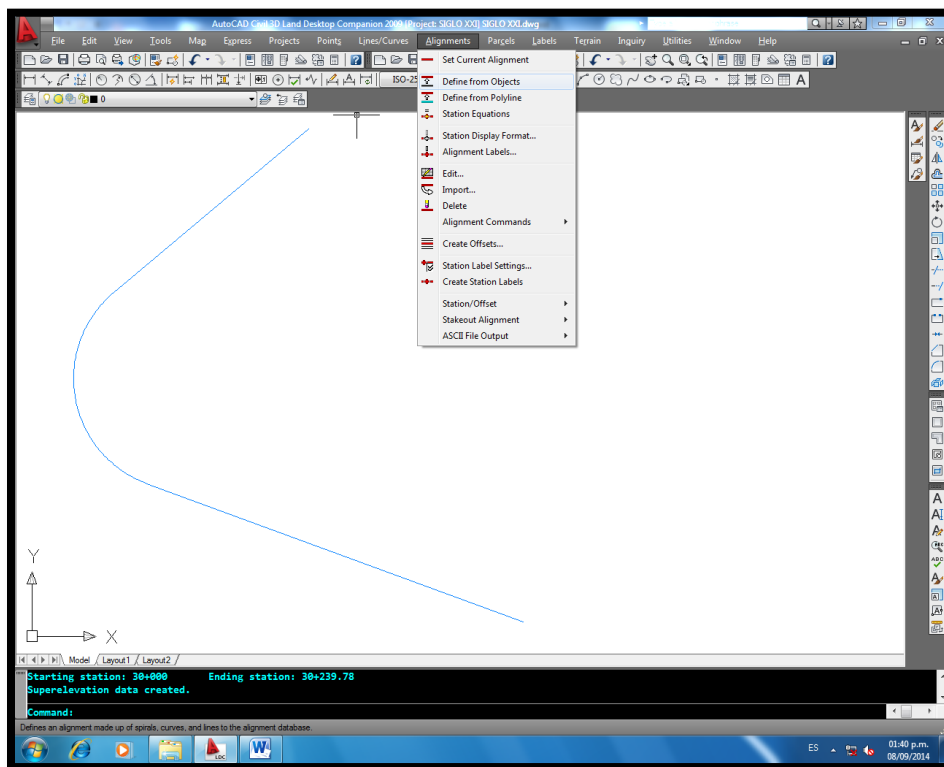 AutoCAD Civil 3D Land Desktop Companion 2009 [Project: SIGLO XXI] SIGLO XXI.dwg
File Edit View Tools Map Express Projects Points Lines/Curves Alignments Parcels Labels Terrain Inquiry Utilities Window Help
Set Current Alignment
Define from Objects
ISO-25
A
Define from Polyline
0
Station Equations
Station Display Format...
Alignment Labels...
Edit...
Import...
Delete
Alignment Commands
Create Offsets...
Station Label Settings...
Create Station Labels
Station/Offset
Stakeout Alignment
ASCII File Output
Y
X
Model Layout1 Layout2
Starting station: 30+000 Ending station: 30+239.78
Superelevation data created.
Command:
Defines an alignment made up of spirals, curves, and lines to the alignment database.
LDC
W
ES
01:40 p.m.
08/09/2014